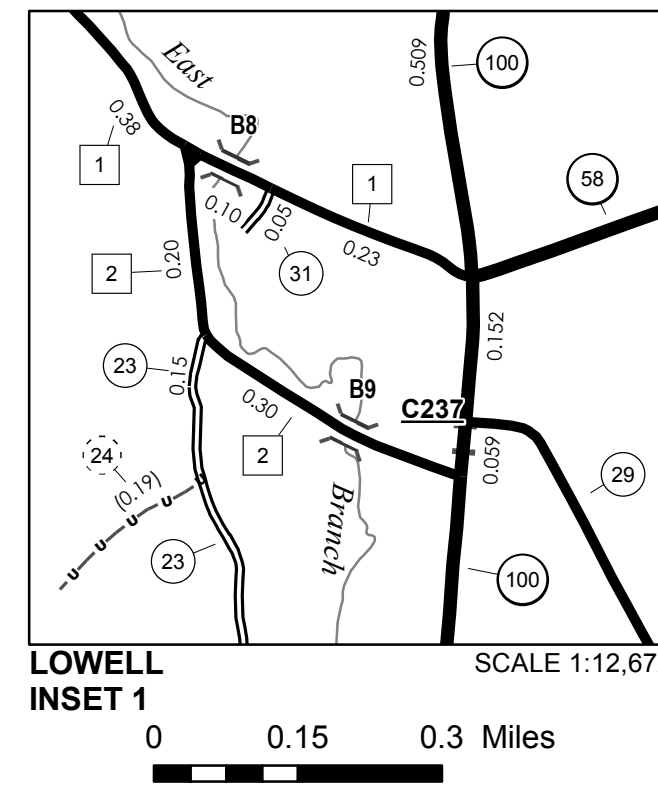 East
0.509
100
B8
0.38
1
1
58
0.10
0.05
0.20
0.23
31
2
0.152
23
0.15
B9
0.30
C237
24
(0.19)
2
0.059
29
U
U
U
U
U
Branch
23
100
LOWELL
INSET 1
SCALE 1:12,67
0 0.15 0.3 Miles